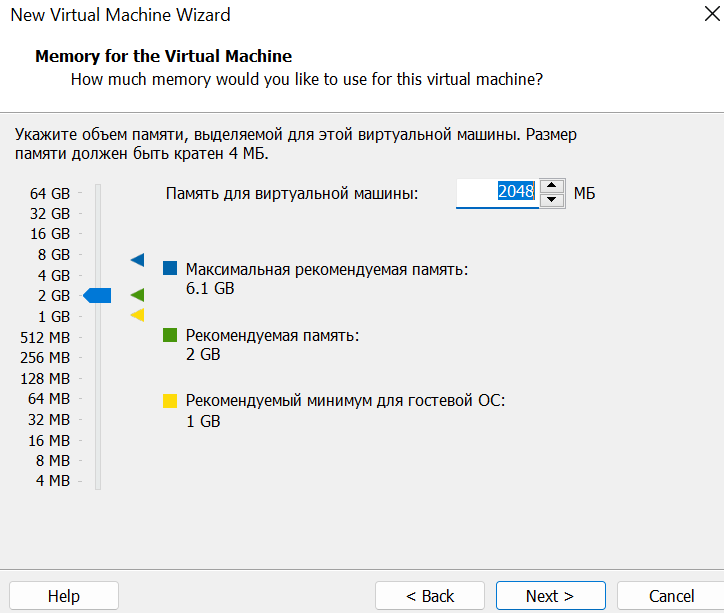 New Virtual Machine Wizard
Memory for the Virtual Machine
How much memory would you like to use for this virtual machine?
Укажите объем памяти, выделяемой для этой виртуальной машины. Размер
памяти должен быть кратен 4 МБ.
64 GB
32 GB
16 GB
8 GB
4 GB
2 GB
1 GB
512 MB
256 MB
128 MB
64 MB
32 MB
16 MB
8 MB
4 MB
Память для виртуальной машины: 2048 МБ
Максимальная рекомендуемая память:
6.1 GB
Рекомендуемая память:
2 GB
Рекомендуемый минимум для гостевой ОС:
1 GB
Help < Back Next > Cancel